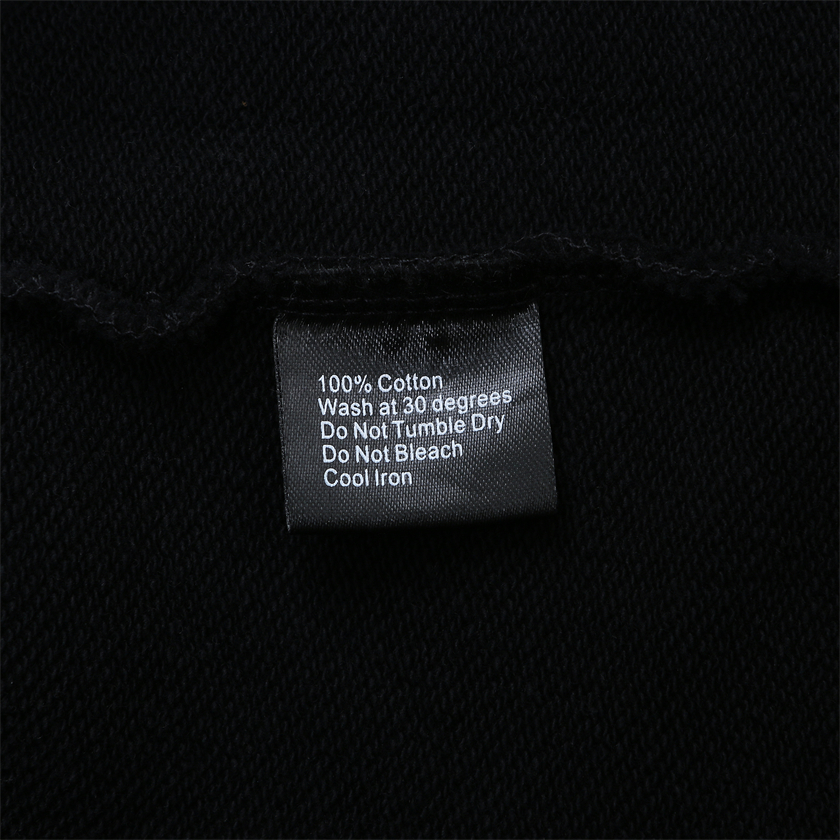 100% Cotton
Wash at 30 degrees
Do Not Tumble Dry
Do Not Bleach
Cool Iron